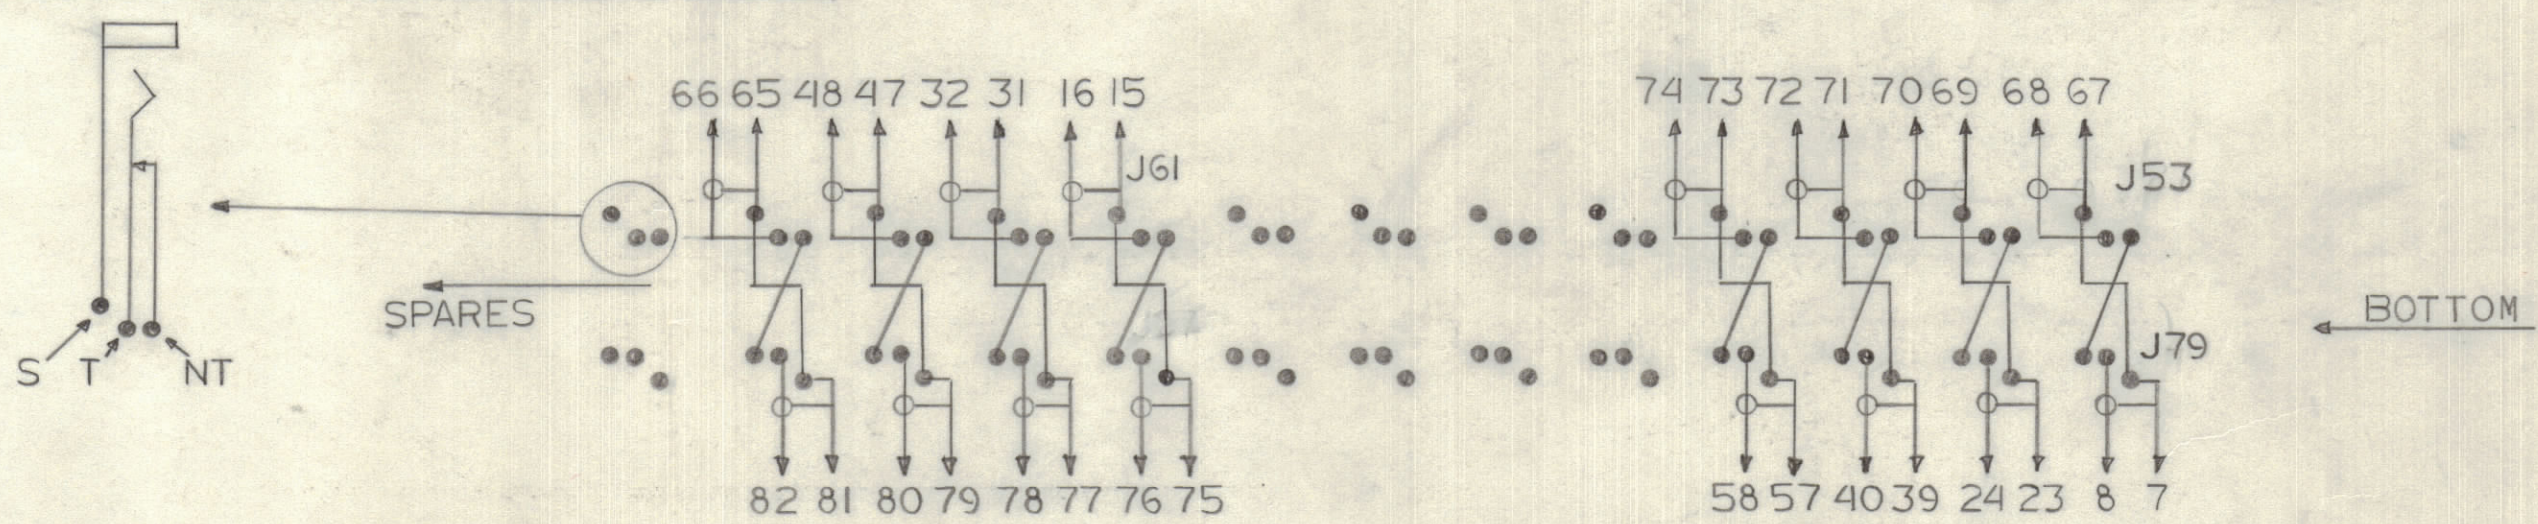 66 65 48 47 32 31 16 15 74 73 72 71 70 69 68 67
J61 J53
SPARES BOTTOM
S T NT J79
82 81 80 79 78 77 76 75 58 57 40 39 24 23 8 7